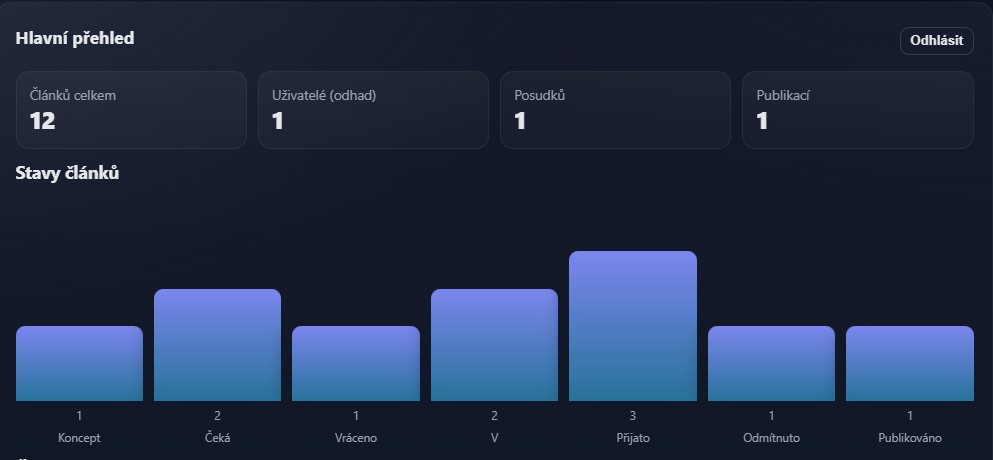 Hlavní přehled
Odhlásit
Článků celkem
12
Uživatelé (odhad)
1
Posudků
1
Publikací
1
Stavy článků
1
Koncept
2
Čeká
1
Vráceno
2
V
3
Přijato
1
Odmítnuto
1
Publikováno